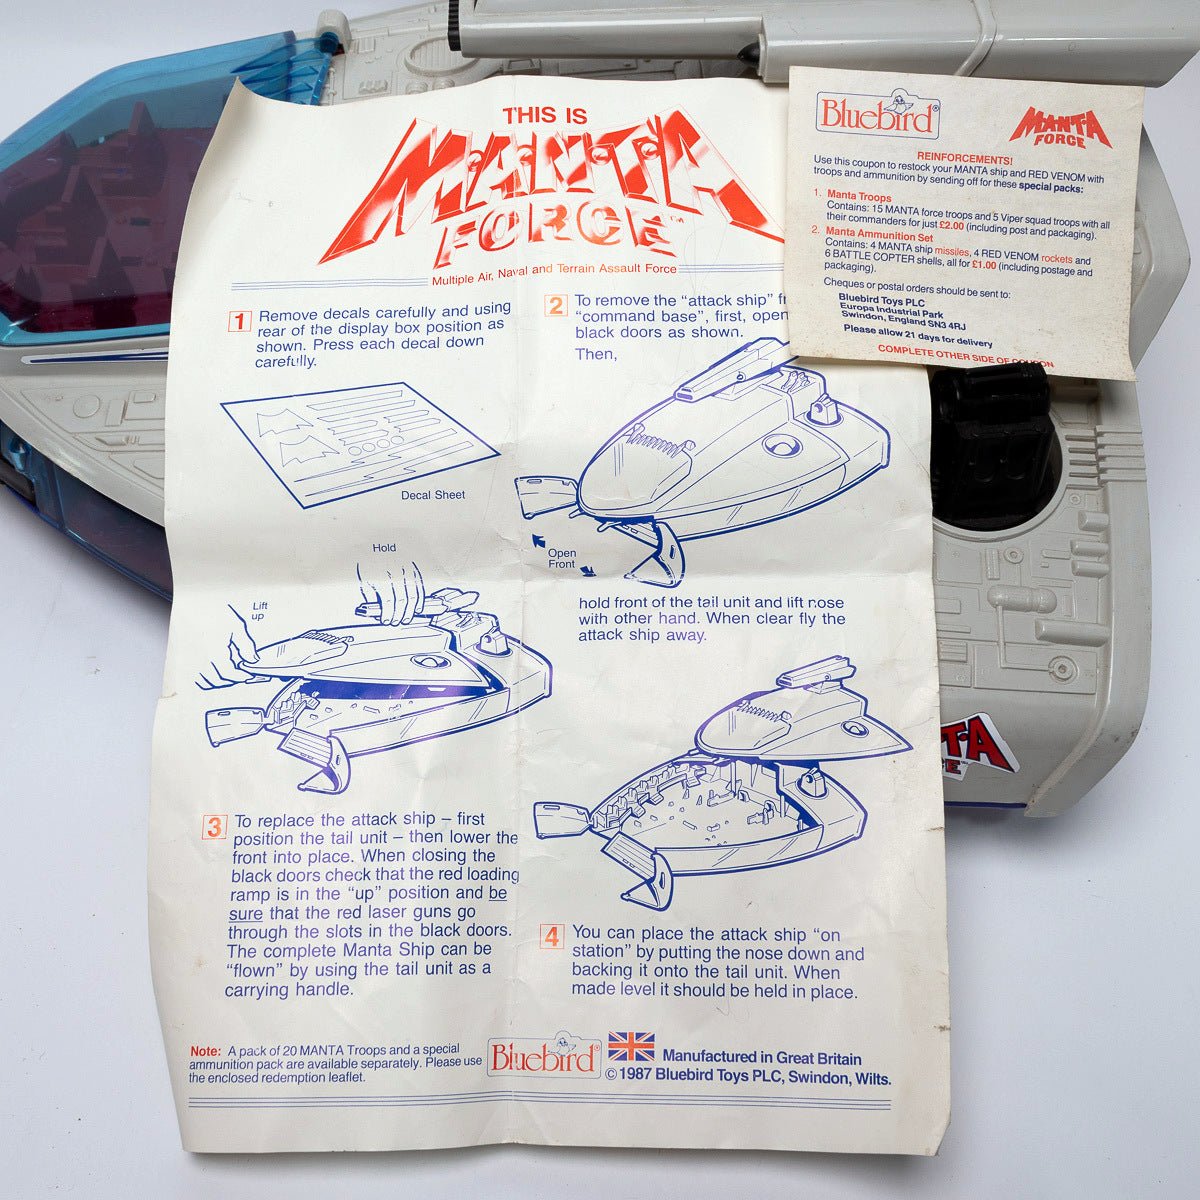 THIS IS
MANTA
FORCE™
Multiple Air, Naval and Terrain Assault Force
1 Remove decals carefully and using
rear of the display box position as
shown. Press each decal down
carefully.
Decal Sheet
2 To remove the “attack ship”
“command base”, first, open
black doors as shown.
Then,
Open
Front
Hold
Lift
up
hold front of the tail unit and lift nose
with other hand. When clear fly the
attack ship away.
3 To replace the attack ship – first
position the tail unit – then lower the
front into place. When closing the
black doors check that the red loading
ramp is in the “up” position and be
sure that the red laser guns go
through the slots in the black doors.
The complete Manta Ship can be
“flown” by using the tail unit as a
carrying handle.
4 You can place the attack ship “on
station” by putting the nose down and
backing it onto the tail unit. When
made level it should be held in place.
Note: A pack of 20 MANTA Troops and a special
ammunition pack are available separately. Please use
the enclosed redemption leaflet.
Bluebird®
Manufactured in Great Britain
© 1987 Bluebird Toys PLC, Swindon, Wilts.
Bluebird®
MANTA
FORCE
REINFORCEMENTS!
Use this coupon to restock your MANTA ship and RED VENOM with
troops and ammunition by sending off for these special packs:
1. Manta Troops
Contains: 15 MANTA force troops and 5 Viper squad troops with all
their commanders for just £2.00 (including post and packaging).
2. Manta Ammunition Set
Contains: 4 MANTA ship missiles, 4 RED VENOM rockets and
6 BATTLE COPTER shells, all for £1.00 (including postage and
packaging).
Cheques or postal orders should be sent to:
Bluebird Toys PLC
Europa Industrial Park
Swindon, England SN3 4RJ
Please allow 21 days for delivery
COMPLETE OTHER SIDE OF COUPON
TA
CE